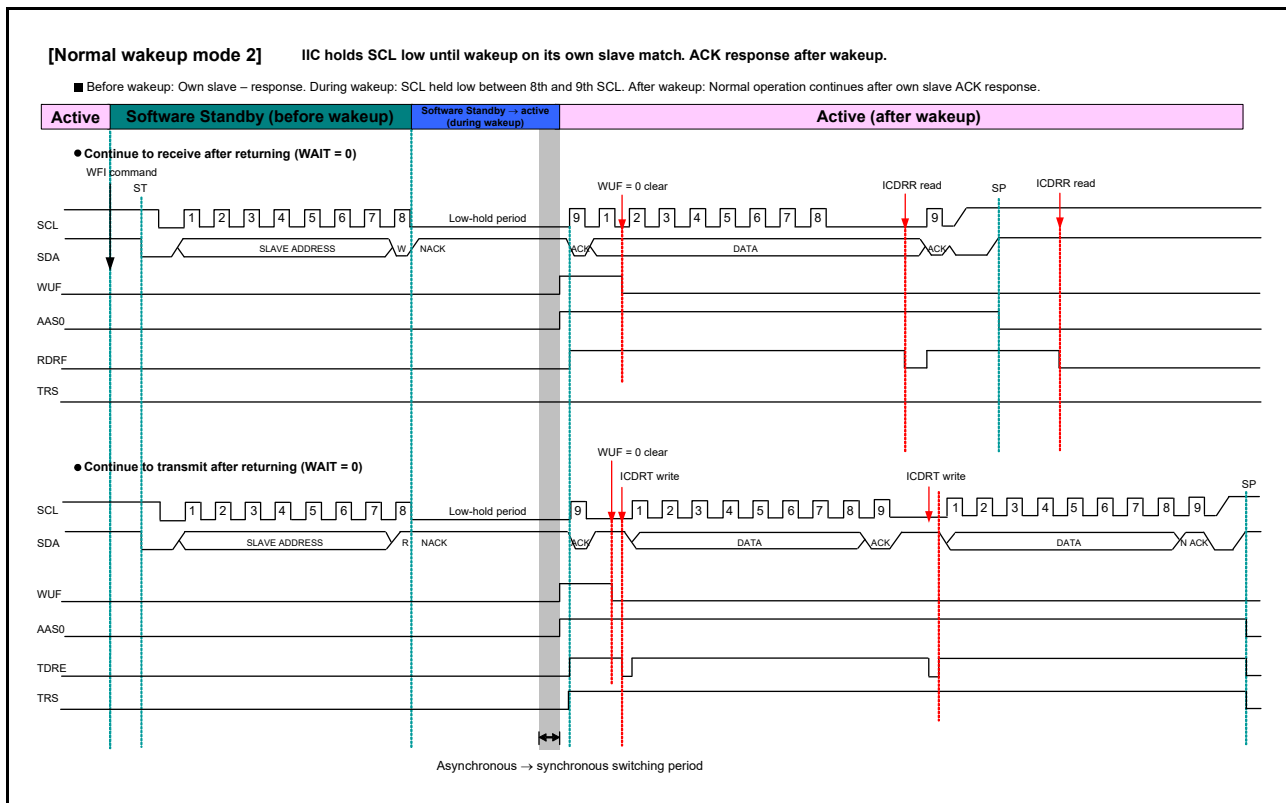 [Normal wakeup mode 2] IIC holds SCL low until wakeup on its own slave match. ACK response after wakeup.
■ Before wakeup: Own slave – response. During wakeup: SCL held low between 8th and 9th SCL. After wakeup: Normal operation continues after own slave ACK response.
Active Software Standby (before wakeup) Software Standby → active (during wakeup) Active (after wakeup)
● Continue to receive after returning (WAIT = 0)
WFI command
ST WUF = 0 clear ICDRR read SP ICDRR read
SCL 1 2 3 4 5 6 7 8 Low-hold period 9 1 2 3 4 5 6 7 8 9
SDA SLAVE ADDRESS W NACK ACK DATA ACK
WUF
AAS0
RDRF
TRS
● Continue to transmit after returning (WAIT = 0)
WUF = 0 clear
ICDRT write ICDRT write
SP
SCL 1 2 3 4 5 6 7 8 Low-hold period 9 1 2 3 4 5 6 7 8 9 1 2 3 4 5 6 7 8 9
SDA SLAVE ADDRESS R NACK ACK DATA ACK DATA N ACK
WUF
AAS0
TDRE
TRS
Asynchronous → synchronous switching period